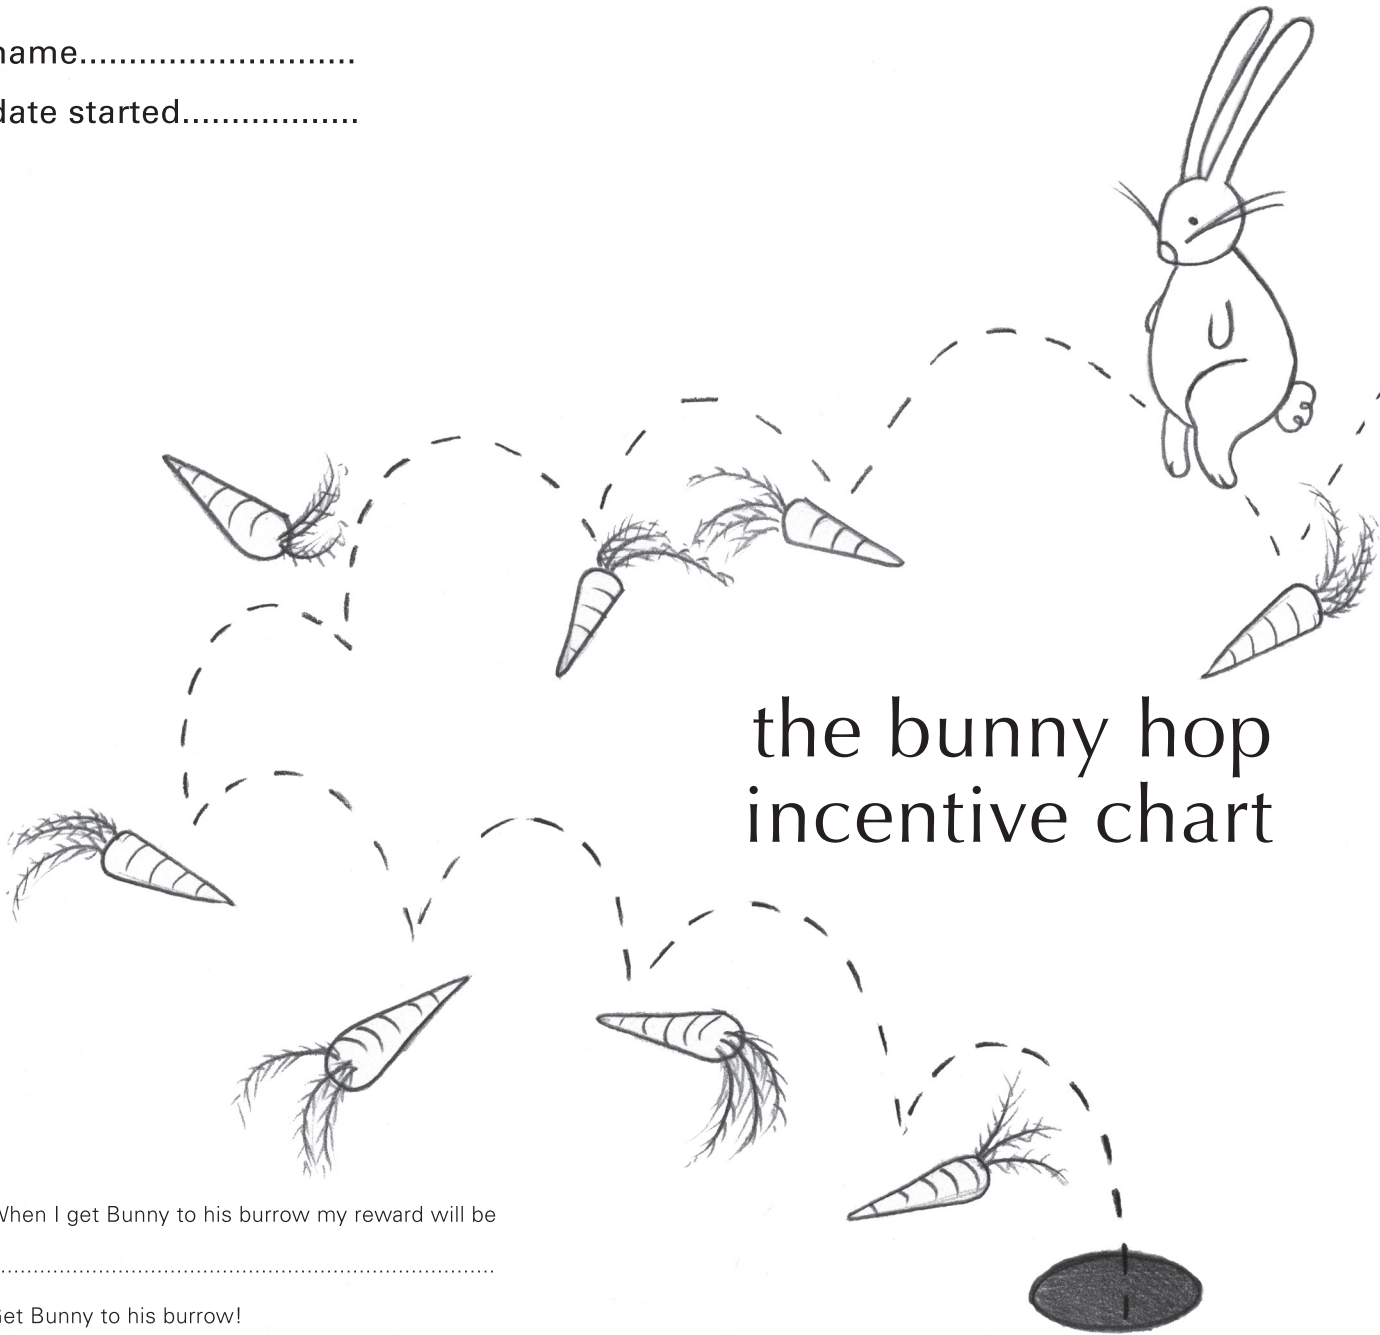 name............................
date started..................
the bunny hop
incentive chart
When I get Bunny to his burrow my reward will be
..........................................................................................
Get Bunny to his burrow!